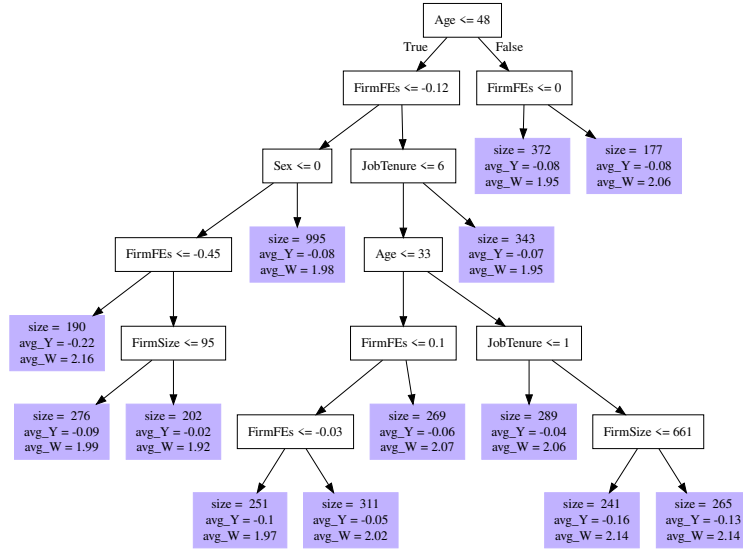 Age <= 48
True
False
FirmFEs <= -0.12
FirmFEs <= 0
Sex <= 0
JobTenure <= 6
size = 372
avg_Y = -0.08
avg_W = 1.95
size = 177
avg_Y = -0.08
avg_W = 2.06
FirmFEs <= -0.45
size = 995
avg_Y = -0.08
avg_W = 1.98
Age <= 33
size = 343
avg_Y = -0.07
avg_W = 1.95
size = 190
avg_Y = -0.22
avg_W = 2.16
FirmSize <= 95
FirmFEs <= 0.1
JobTenure <= 1
size = 276
avg_Y = -0.09
avg_W = 1.99
size = 202
avg_Y = -0.02
avg_W = 1.92
FirmFEs <= -0.03
size = 269
avg_Y = -0.06
avg_W = 2.07
size = 289
avg_Y = -0.04
avg_W = 2.06
FirmSize <= 661
size = 251
avg_Y = -0.1
avg_W = 1.97
size = 311
avg_Y = -0.05
avg_W = 2.02
size = 241
avg_Y = -0.16
avg_W = 2.14
size = 265
avg_Y = -0.13
avg_W = 2.14